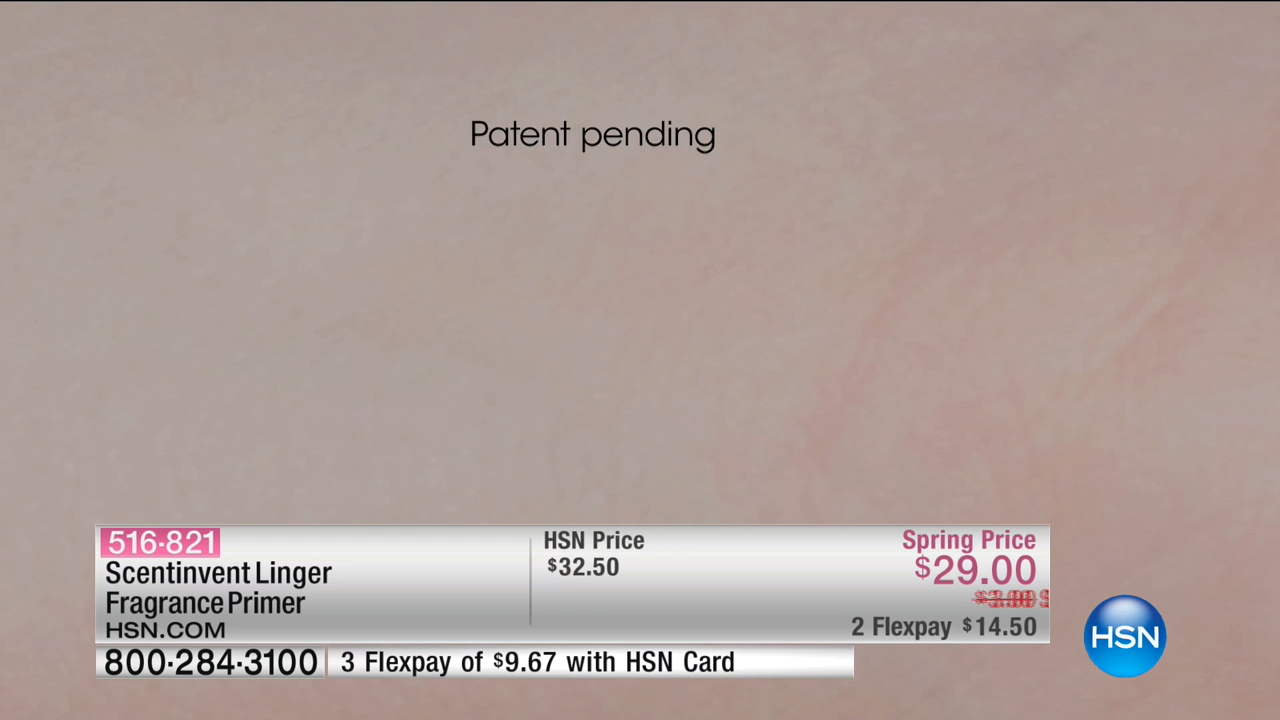 Patent pending
516·821
Scentinvent Linger
Fragrance Primer
HSN.COM
HSN Price
$32.50
Spring Price
$29.00
2 Flexpay $14.50
800·284·3100
3 Flexpay of $9.67 with HSN Card
HSN